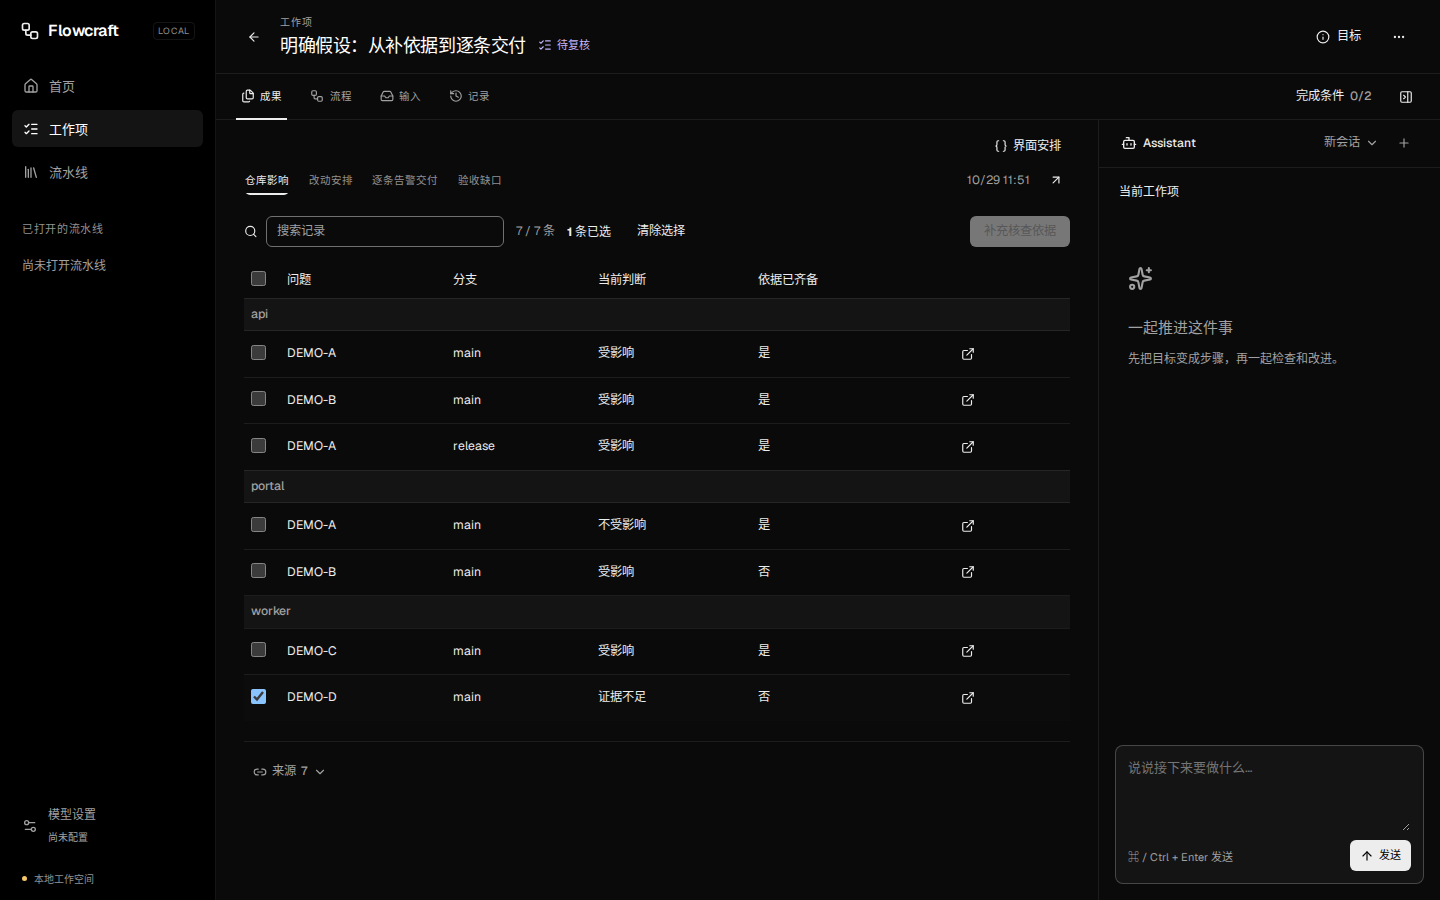 Flowcraft
LOCAL
首页
工作项
流水线
已打开的流水线
尚未打开流水线
模型设置
尚未配置
本地工作空间
工作项
明确假设：从补依据到逐条交付
待复核
目标
成果
流程
输入
记录
完成条件 0/2
界面安排
仓库影响
改动安排
逐条告警交付
验收缺口
10/29 11:51
搜索记录
7 / 7 条
1 条已选
清除选择
补充核查依据
问题 分支 当前判断 依据已齐备
api
DEMO-A main 受影响 是
DEMO-B main 受影响 是
DEMO-A release 受影响 是
portal
DEMO-A main 不受影响 是
DEMO-B main 受影响 否
worker
DEMO-C main 受影响 是
DEMO-D main 证据不足 否
来源 7
Assistant
新会话
当前工作项
一起推进这件事
先把目标变成步骤，再一起检查和改进。
说说接下来要做什么...
⌘ / Ctrl + Enter 发送
发送